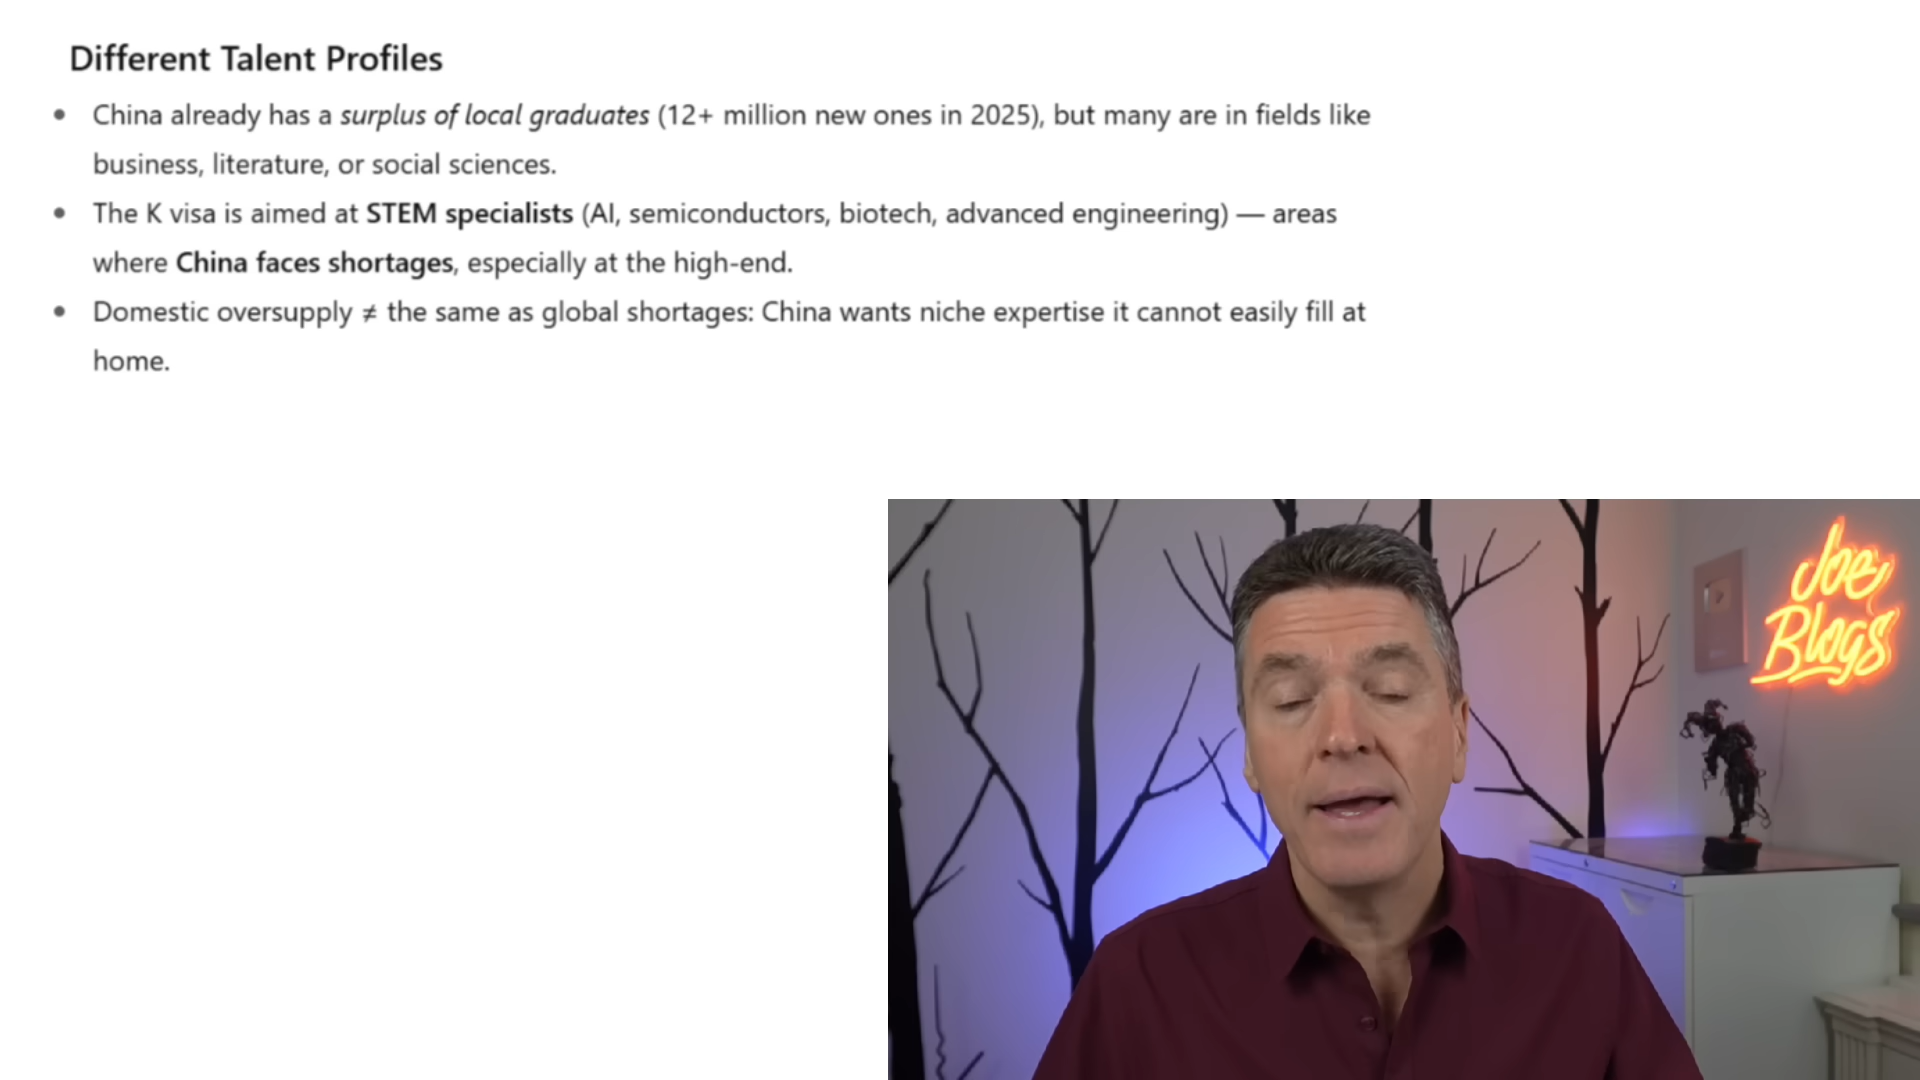 Different Talent Profiles
• China already has a surplus of local graduates (12+ million new ones in 2025), but many are in fields like
business, literature, or social sciences.
• The K visa is aimed at STEM specialists (AI, semiconductors, biotech, advanced engineering) — areas
where China faces shortages, especially at the high-end.
• Domestic oversupply ≠ the same as global shortages: China wants niche expertise it cannot easily fill at
home.
Joe
Blogs